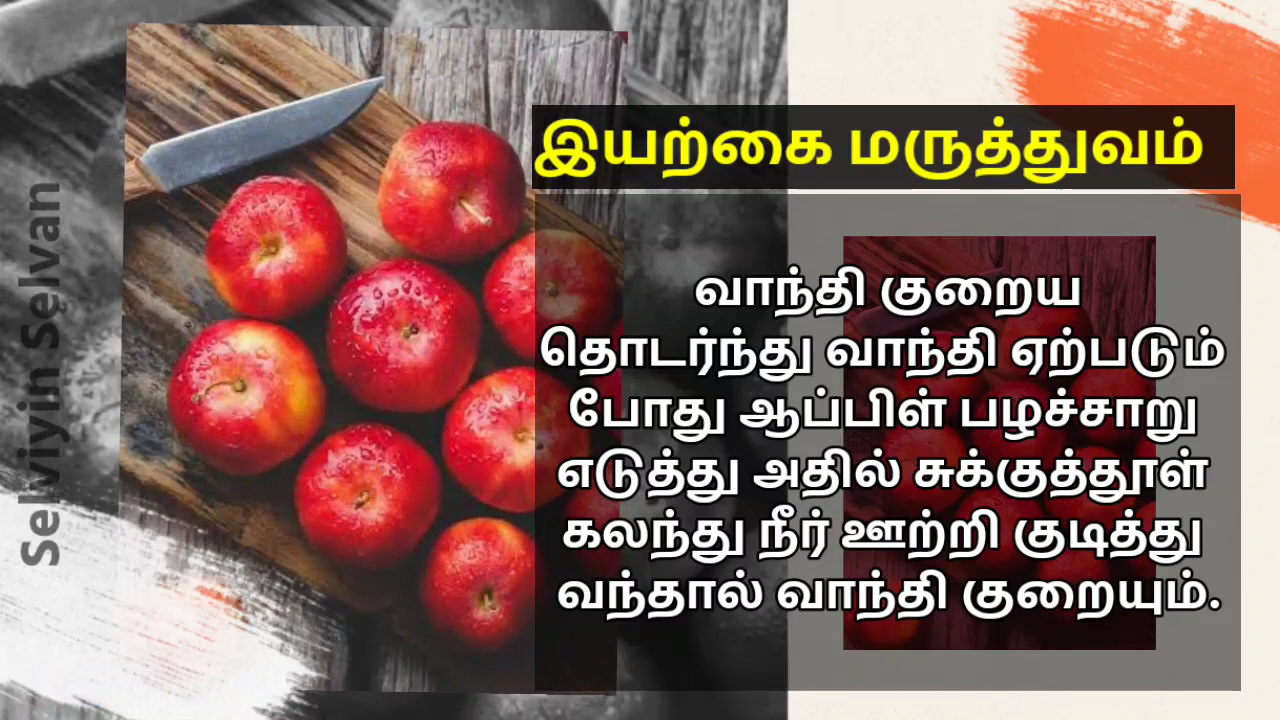 இயற்கை மருத்துவம்
வாந்தி குறைய
தொடர்ந்து வாந்தி ஏற்படும்
போது ஆப்பிள் பழச்சாறு
எடுத்து அதில் சுக்குத்தூள்
கலந்து நீர் ஊற்றி குடித்து
வந்தால் வாந்தி குறையும்.
Selviyin Selvan